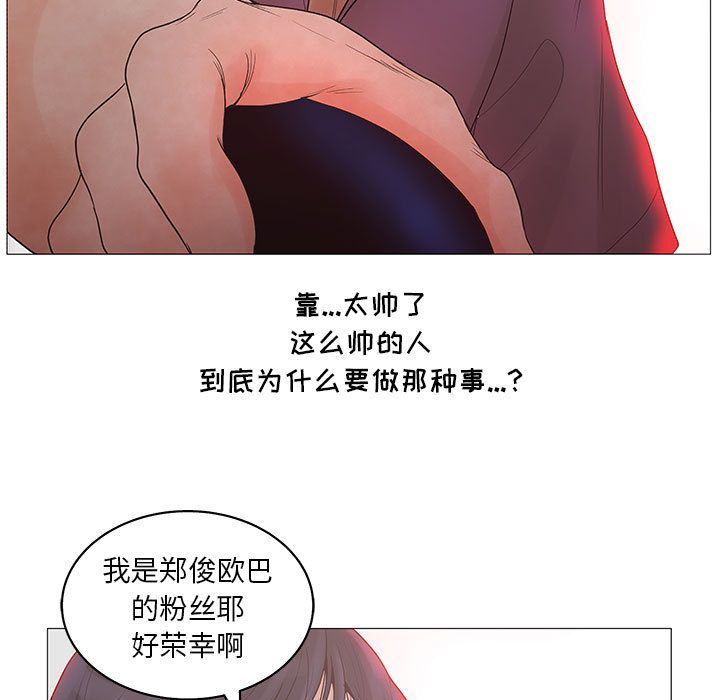 靠...太帅了
这么帅的人
到底为什么要做那种事...?
我是郑俊欧巴
的粉丝耶
好荣幸啊